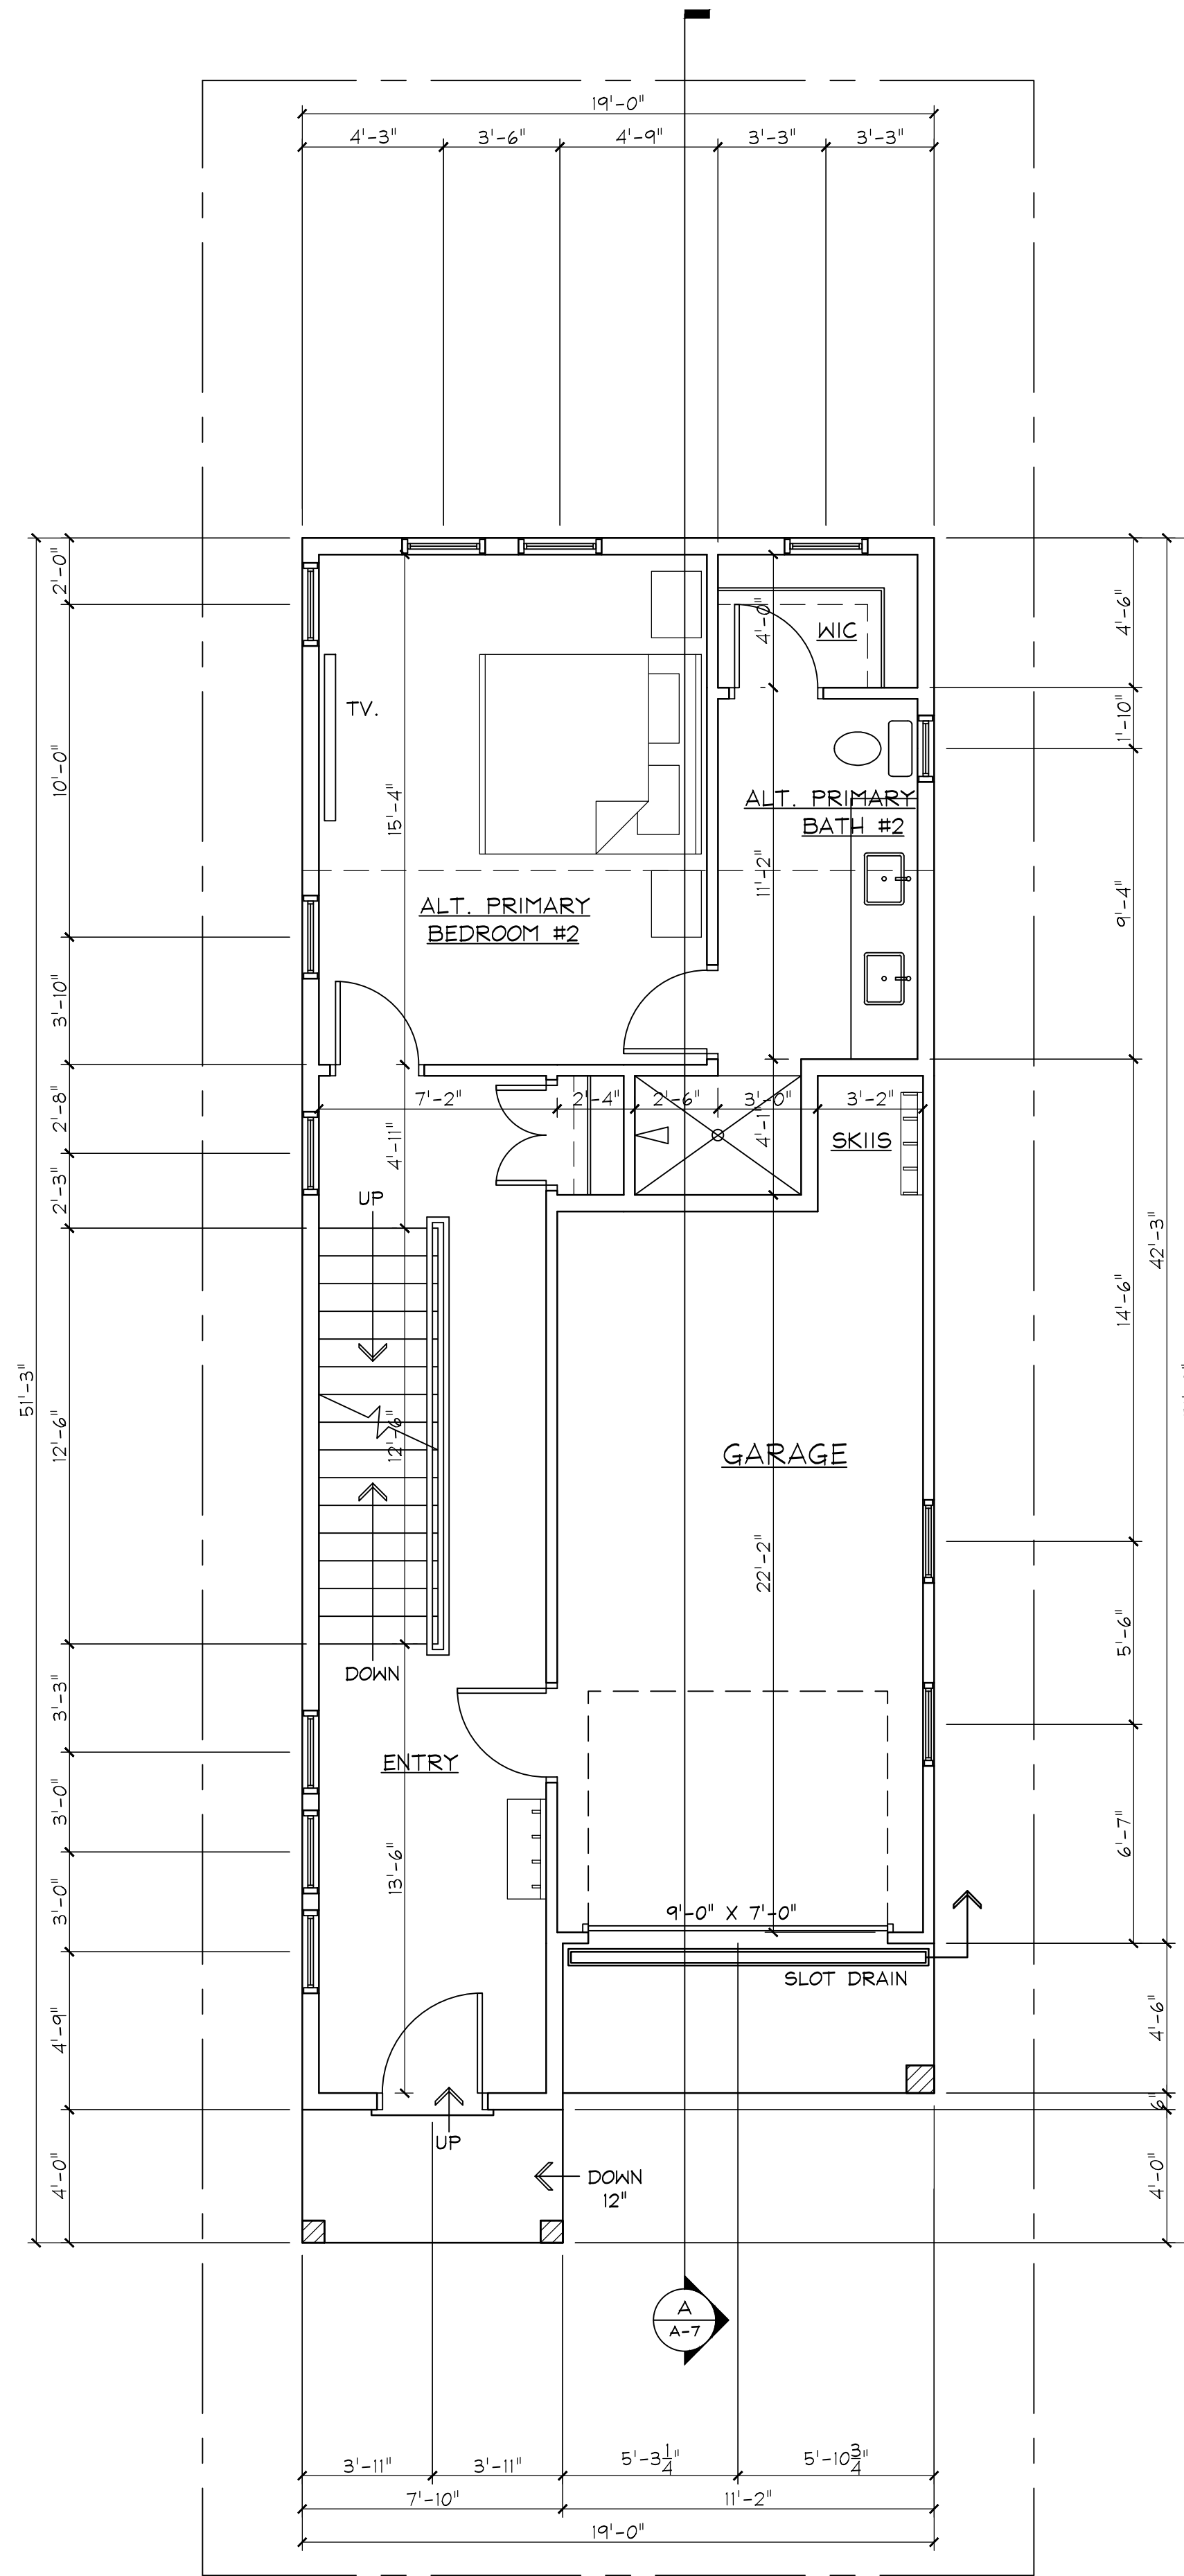 19'-0"
4'-3" 3'-6" 4'-9" 3'-3" 3'-3"
2'-0"
4'-0"
WIC
4'-6"
TV.
1'-10"
10'-0"
15'-4"
ALT. PRIMARY
BATH #2
11'-2"
9'-4"
ALT. PRIMARY
BEDROOM #2
3'-10"
2'-8"
7'-2" 2'-4" 2'-6" 3'-0" 3'-2"
4'-11"
4'-1"
SKIIS
2'-3"
UP
42'-3"
14'-6"
51'-3"
12'-6"
12'-6"
GARAGE
22'-2"
5'-6"
DOWN
3'-3"
ENTRY
3'-0"
13'-6"
6'-7"
3'-0"
9'-0" X 7'-0"
SLOT DRAIN
4'-9"
4'-6"
6"
UP
4'-0"
DOWN
12"
4'-0"
A
A-7
3'-11" 3'-11" 5'-3 1/4" 5'-10 3/4"
7'-10" 11'-2"
19'-0"